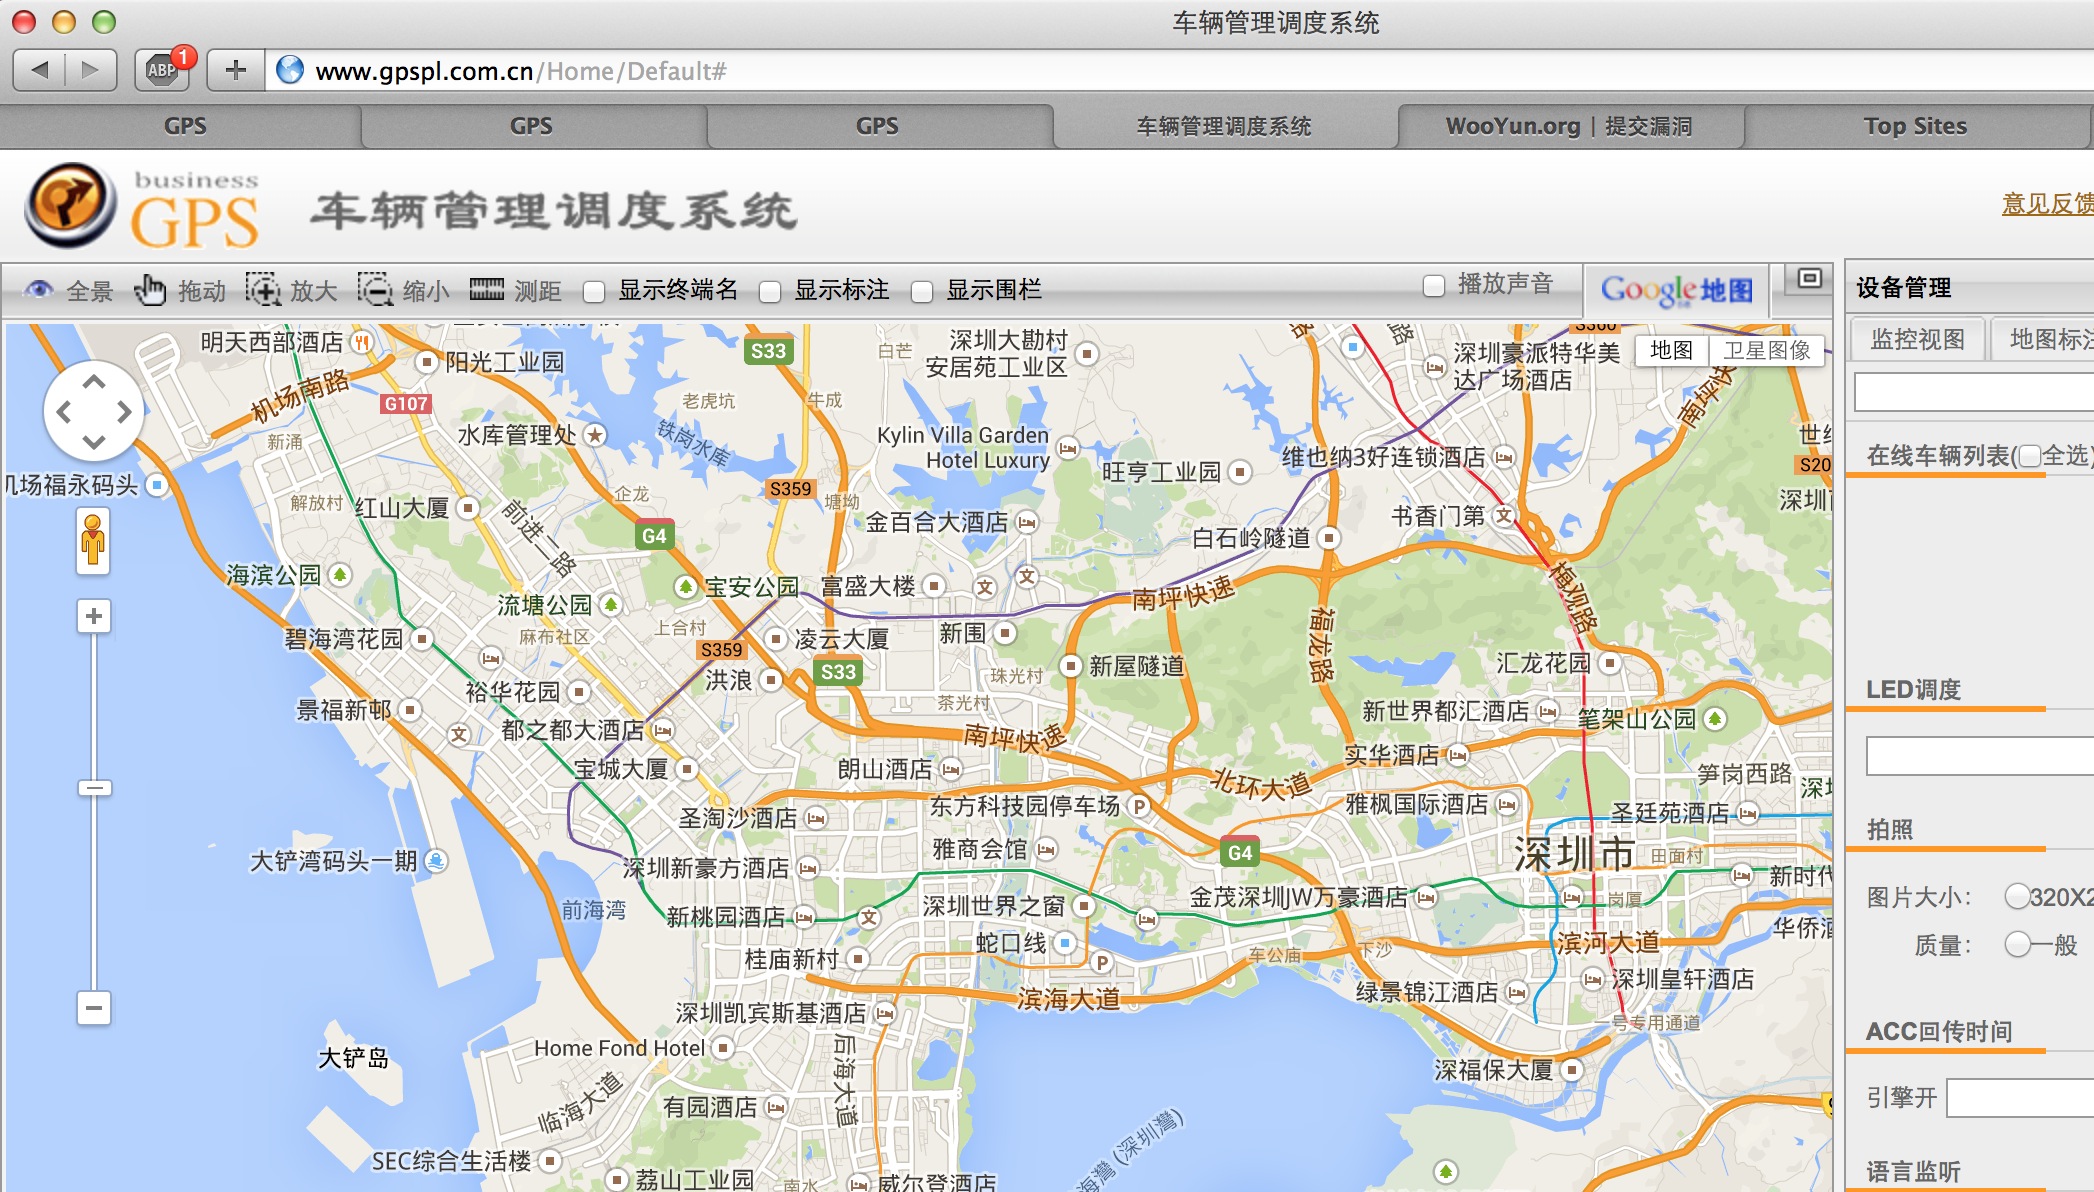 车辆管理调度系统
ABP
1
www.gpspl.com.cn/Home/Default#
GPS
GPS
GPS
车辆管理调度系统
WooYun.org | 提交漏洞
Top Sites
business
GPS
车辆管理调度系统
意见反馈
全景
拖动
放大
缩小
测距
显示终端名
显示标注
显示围栏
播放声音
Google地图
设备管理
监控视图
地图标注
地图
卫星图像
明天西部酒店
阳光工业园
S33
白芒
深圳大勘村
安居苑工业区
S360
深圳豪派特华美
达广场酒店
南坪快
机场南路
G107
老虎坑
牛成
新涌
水库管理处
铁岗水库
Kylin Villa Garden
Hotel Luxury
旺亨工业园
维也纳3好连锁酒店
世纪
S20
在线车辆列表(全选)
机场福永码头
解放村
红山大厦
前进二路
企龙
S359
塘坳
金百合大酒店
书香门第
深圳
G4
白石岭隧道
海滨公园
流塘公园
宝安公园
富盛大楼
南坪快速
梅观路
碧海湾花园
麻布社区
上合村
S359
凌云大厦
新围
福龙路
S33
新屋隧道
珠光村
汇龙花园
裕华花园
洪浪
茶光村
LED调度
景福新邨
都之都大酒店
南坪快速
新世界都汇酒店
笔架山公园
宝城大厦
朗山酒店
北环大道
实华酒店
笋岗西路
深圳
圣淘沙酒店
东方科技园停车场
P
雅枫国际酒店
圣廷苑酒店
拍照
大铲湾码头一期
深圳新豪方酒店
雅商会馆
G4
深圳市
田面村
新时代
前海湾
新桃园酒店
深圳世界之窗
金茂深圳JW万豪酒店
岗厦
图片大小：
320X2
蛇口线
桂庙新村
P
车公庙
下沙
滨河大道
华侨酒
质量：
一般
滨海大道
绿景锦江酒店
深圳皇轩酒店
深圳凯宾斯基酒店
一号专用通道
ACC回传时间
大铲岛
Home Fond Hotel
后海大道
深福保大厦
引擎开
临海大道
有园酒店
海灣 (深圳灣)
SEC综合生活楼
荔山工业园
南水
威尔登酒店
语言监听